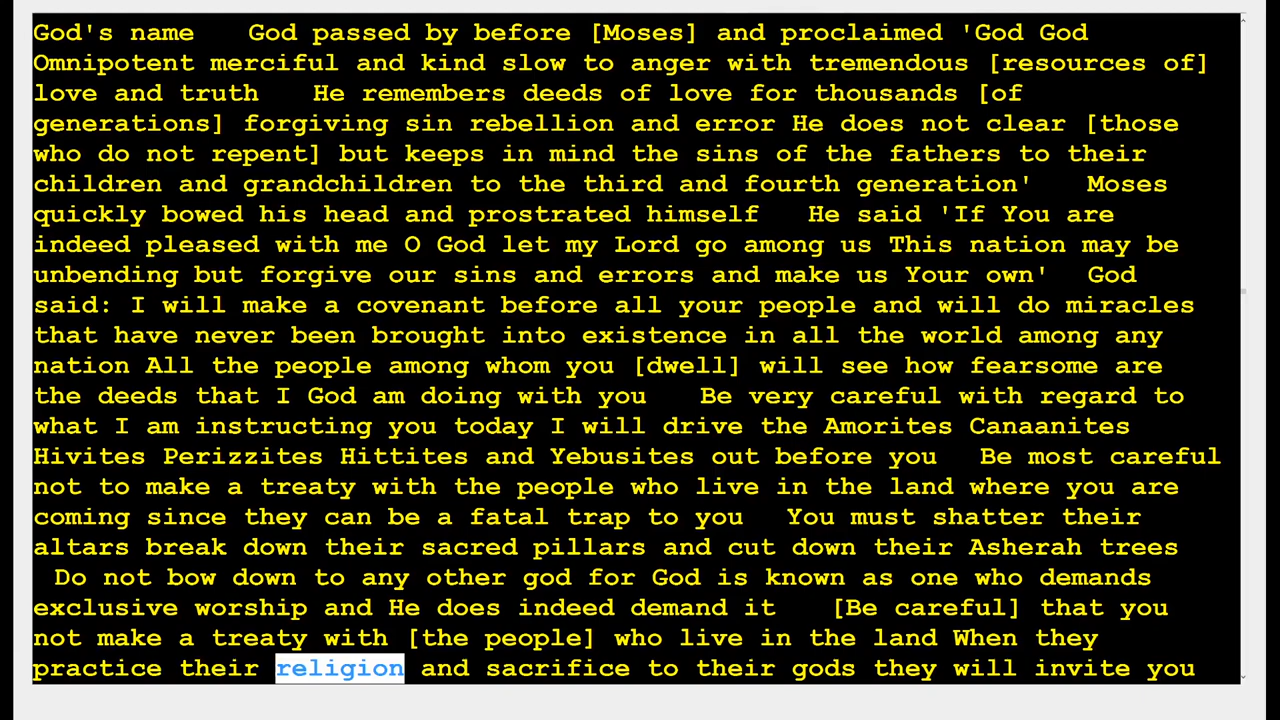 God's name   God passed by before [Moses] and proclaimed 'God God
Omnipotent merciful and kind slow to anger with tremendous [resources of]
love and truth   He remembers deeds of love for thousands [of
generations] forgiving sin rebellion and error He does not clear [those
who do not repent] but keeps in mind the sins of the fathers to their
children and grandchildren to the third and fourth generation'   Moses
quickly bowed his head and prostrated himself   He said 'If You are
indeed pleased with me O God let my Lord go among us This nation may be
unbending but forgive our sins and errors and make us Your own'   God
said: I will make a covenant before all your people and will do miracles
that have never been brought into existence in all the world among any
nation All the people among whom you [dwell] will see how fearsome are
the deeds that I God am doing with you   Be very careful with regard to
what I am instructing you today I will drive the Amorites Canaanites
Hivites Perizzites Hittites and Yebusites out before you   Be most careful
not to make a treaty with the people who live in the land where you are
coming since they can be a fatal trap to you   You must shatter their
altars break down their sacred pillars and cut down their Asherah trees
Do not bow down to any other god for God is known as one who demands
exclusive worship and He does indeed demand it   [Be careful] that you
not make a treaty with [the people] who live in the land When they
practice their religion and sacrifice to their gods they will invite you